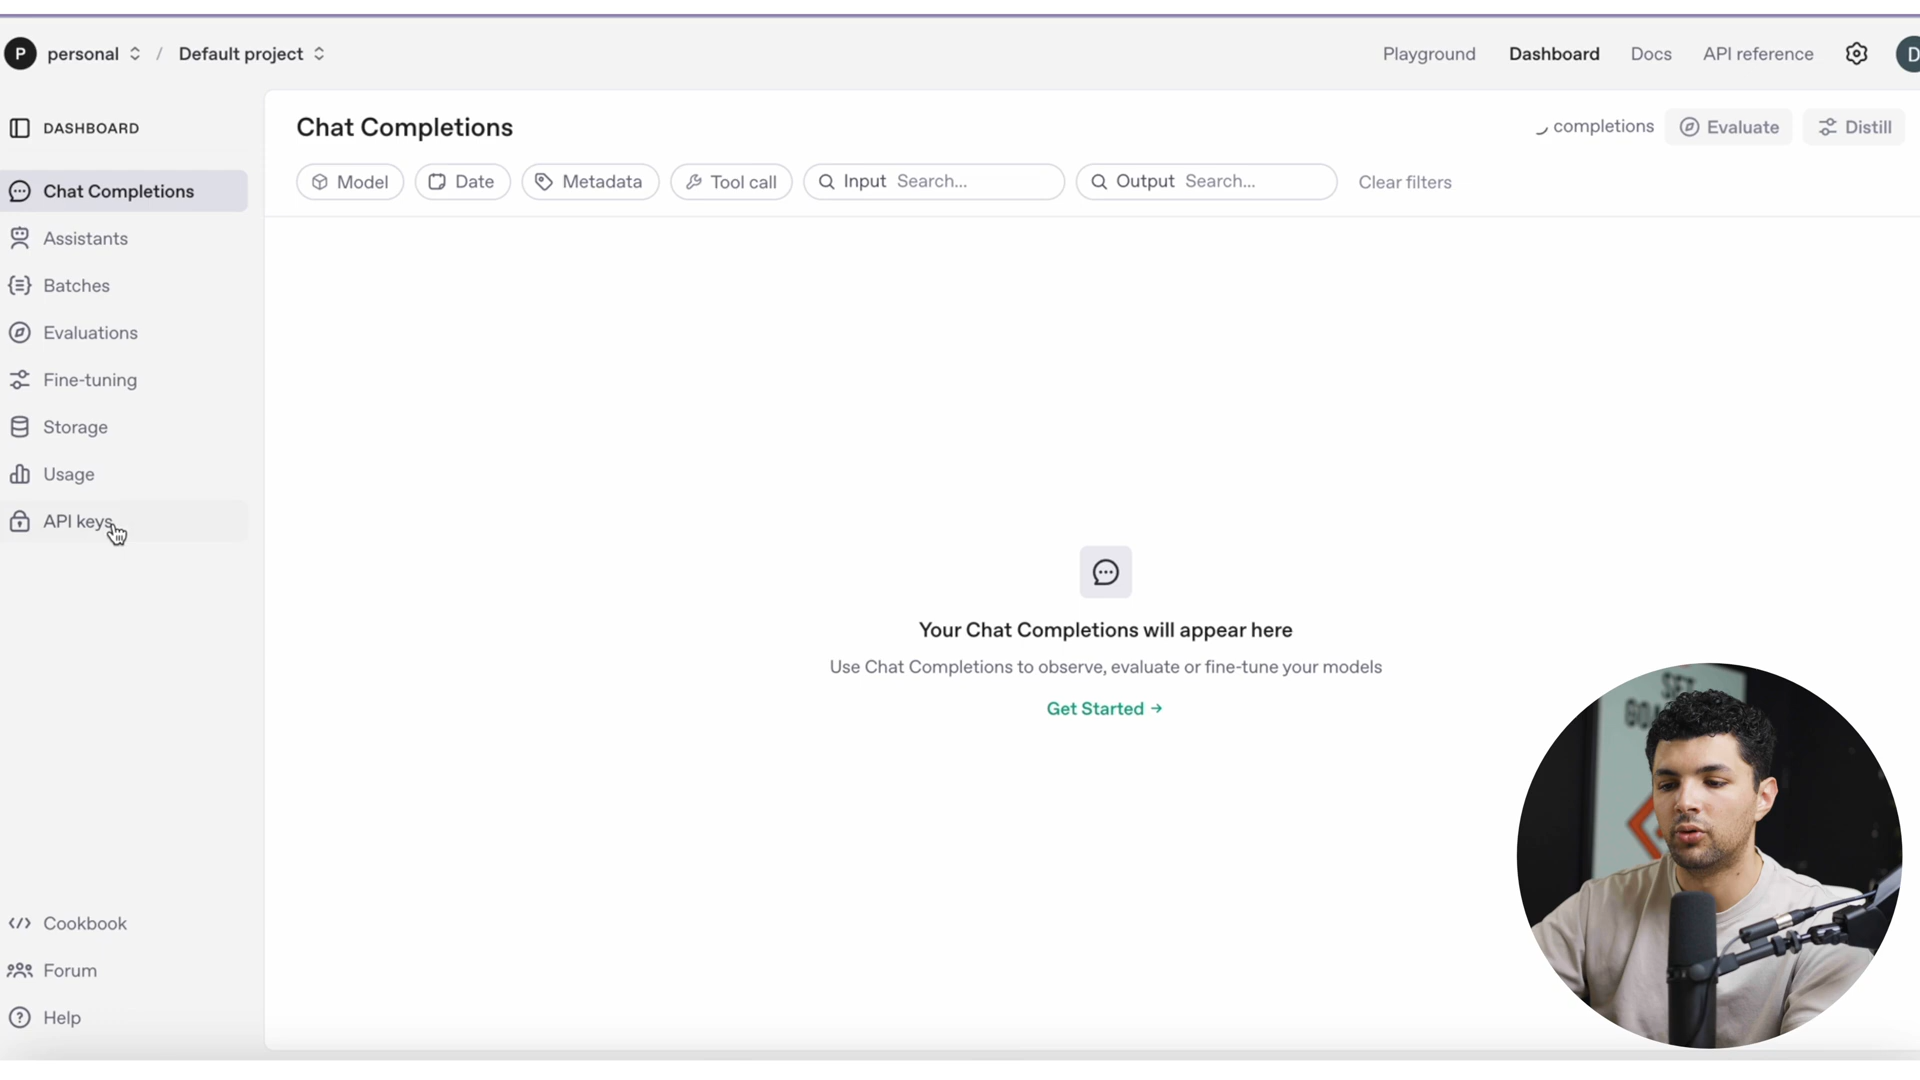 P personal / Default project
Playground Dashboard Docs API reference D
DASHBOARD
Chat Completions
Assistants
Batches
Evaluations
Fine-tuning
Storage
Usage
API keys
Cookbook
Forum
Help
Chat Completions
completions Evaluate Distill
Model Date Metadata Tool call Input Search... Output Search... Clear filters
Your Chat Completions will appear here
Use Chat Completions to observe, evaluate or fine-tune your models
Get Started →
SET